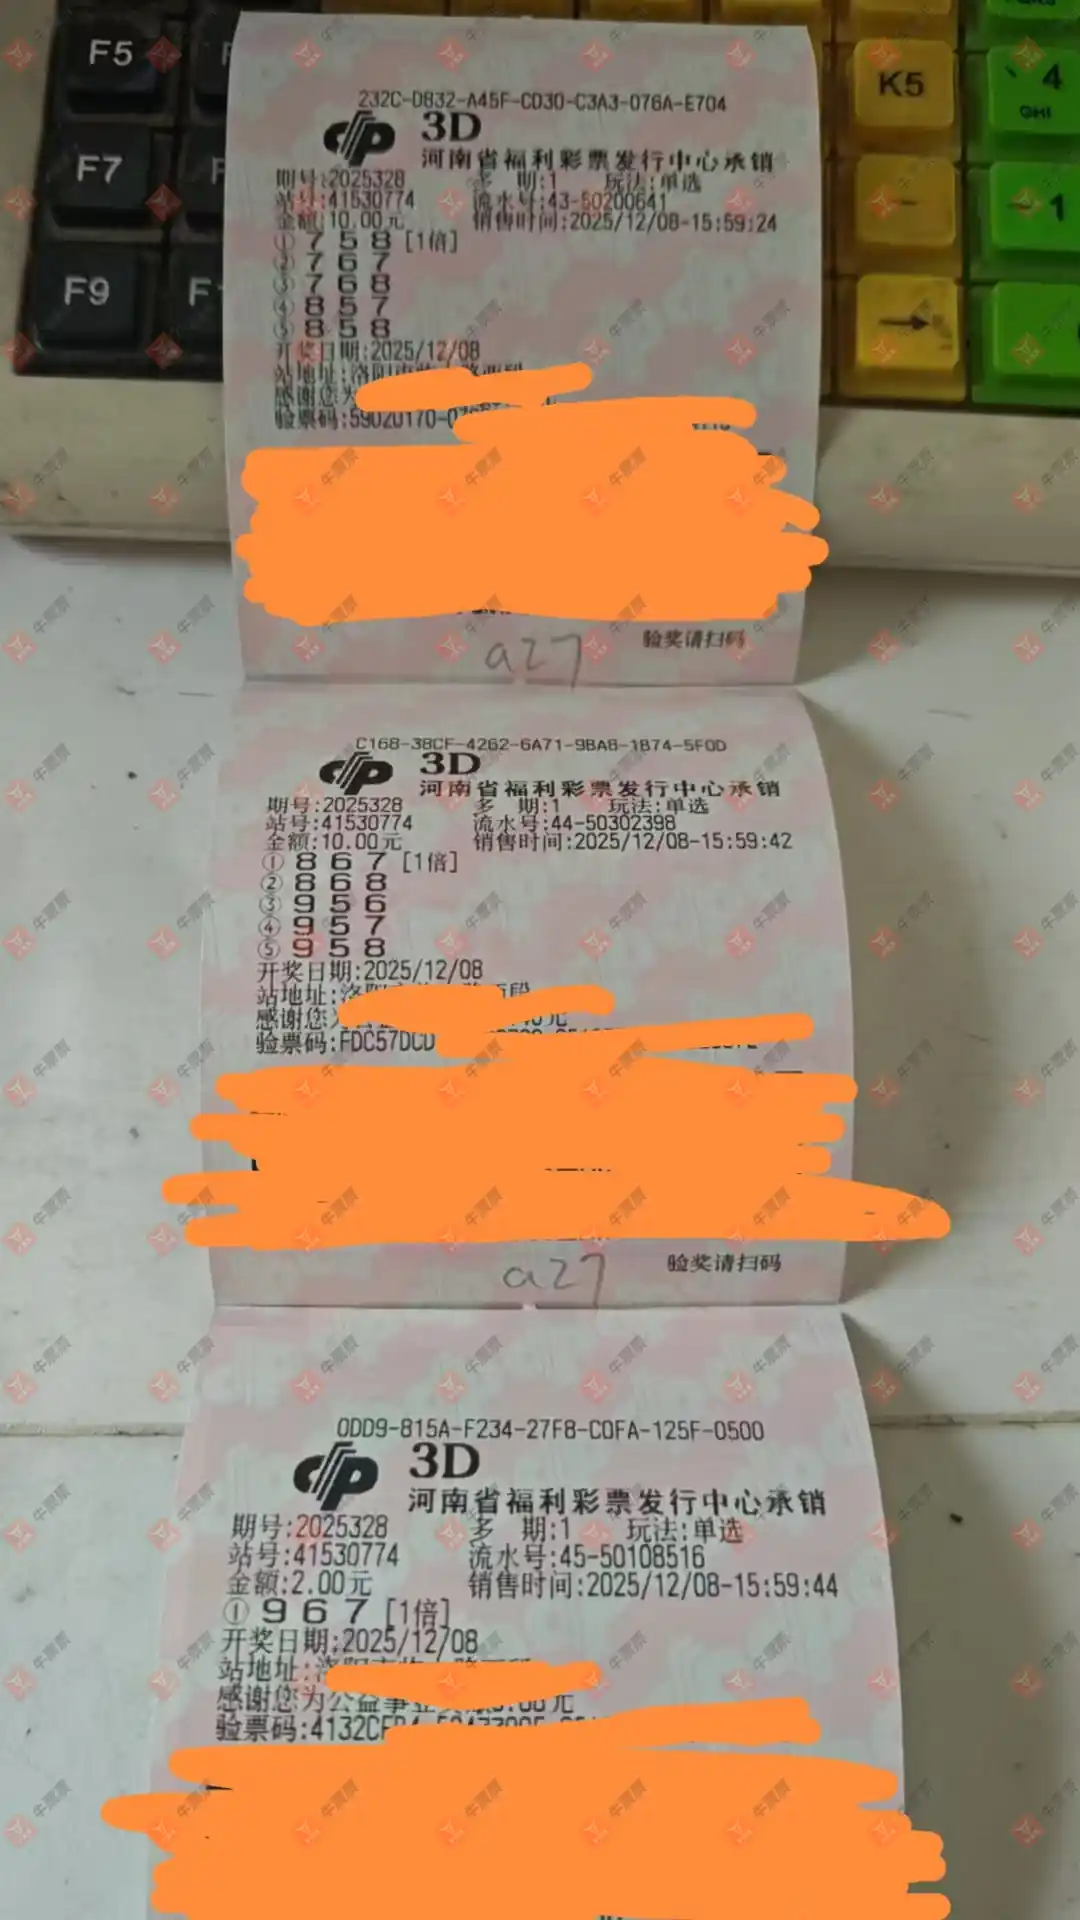 F5
F7
F9
K5
4
GHI
1
232C-D832-A45F-CD30-C3A3-076A-E704
3D
河南省福利彩票发行中心承销
期号:2025328 多 期:1 玩法:单选
站号:41530774 流水号:43-50200641
金额:10.00元 销售时间:2025/12/08-15:59:24
① 7 5 8 [1倍]
② 7 6 7
③ 7 6 8
④ 8 5 7
⑤ 8 5 8
开奖日期:2025/12/08
站地址:洛阳
感谢您为
验票码:59D20170-
a27 验奖请扫码
C168-38CF-4262-6A71-9BA8-1874-5F0D
3D
河南省福利彩票发行中心承销
期号:2025328 多 期:1 玩法:单选
站号:41530774 流水号:44-50302398
金额:10.00元 销售时间:2025/12/08-15:59:42
① 8 6 7 [1倍]
② 8 6 8
③ 9 5 6
④ 9 5 7
⑤ 9 5 8
开奖日期:2025/12/08
站地址:洛
感谢您
验票码:FDC57DCD
a27 验奖请扫码
0DD9-815A-F234-27F8-C0FA-125F-0500
3D
河南省福利彩票发行中心承销
期号:2025328 多 期:1 玩法:单选
站号:41530774 流水号:45-50108516
金额:2.00元 销售时间:2025/12/08-15:59:44
① 9 6 7 [1倍]
开奖日期:2025/12/08
站地址:洛
感谢您为公益事业 元
验票码:4132CF
牛票票